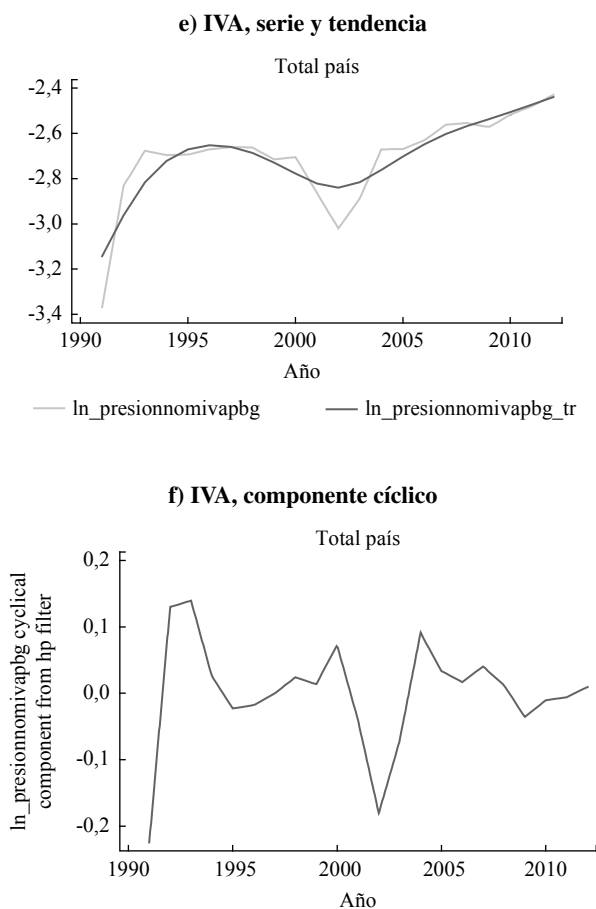 e) IVA, serie y tendencia
Total país
-2,4
-2,6
-2,8
-3,0
-3,2
-3,4
1990 1995 2000 2005 2010
Año
ln_presionnomivapbg ln_presionnomivapbg_tr
f) IVA, componente cíclico
Total país
ln_presionnomivapbg cyclical
component from hp filter
0,2
0,1
0,0
-0,1
-0,2
1990 1995 2000 2005 2010
Año